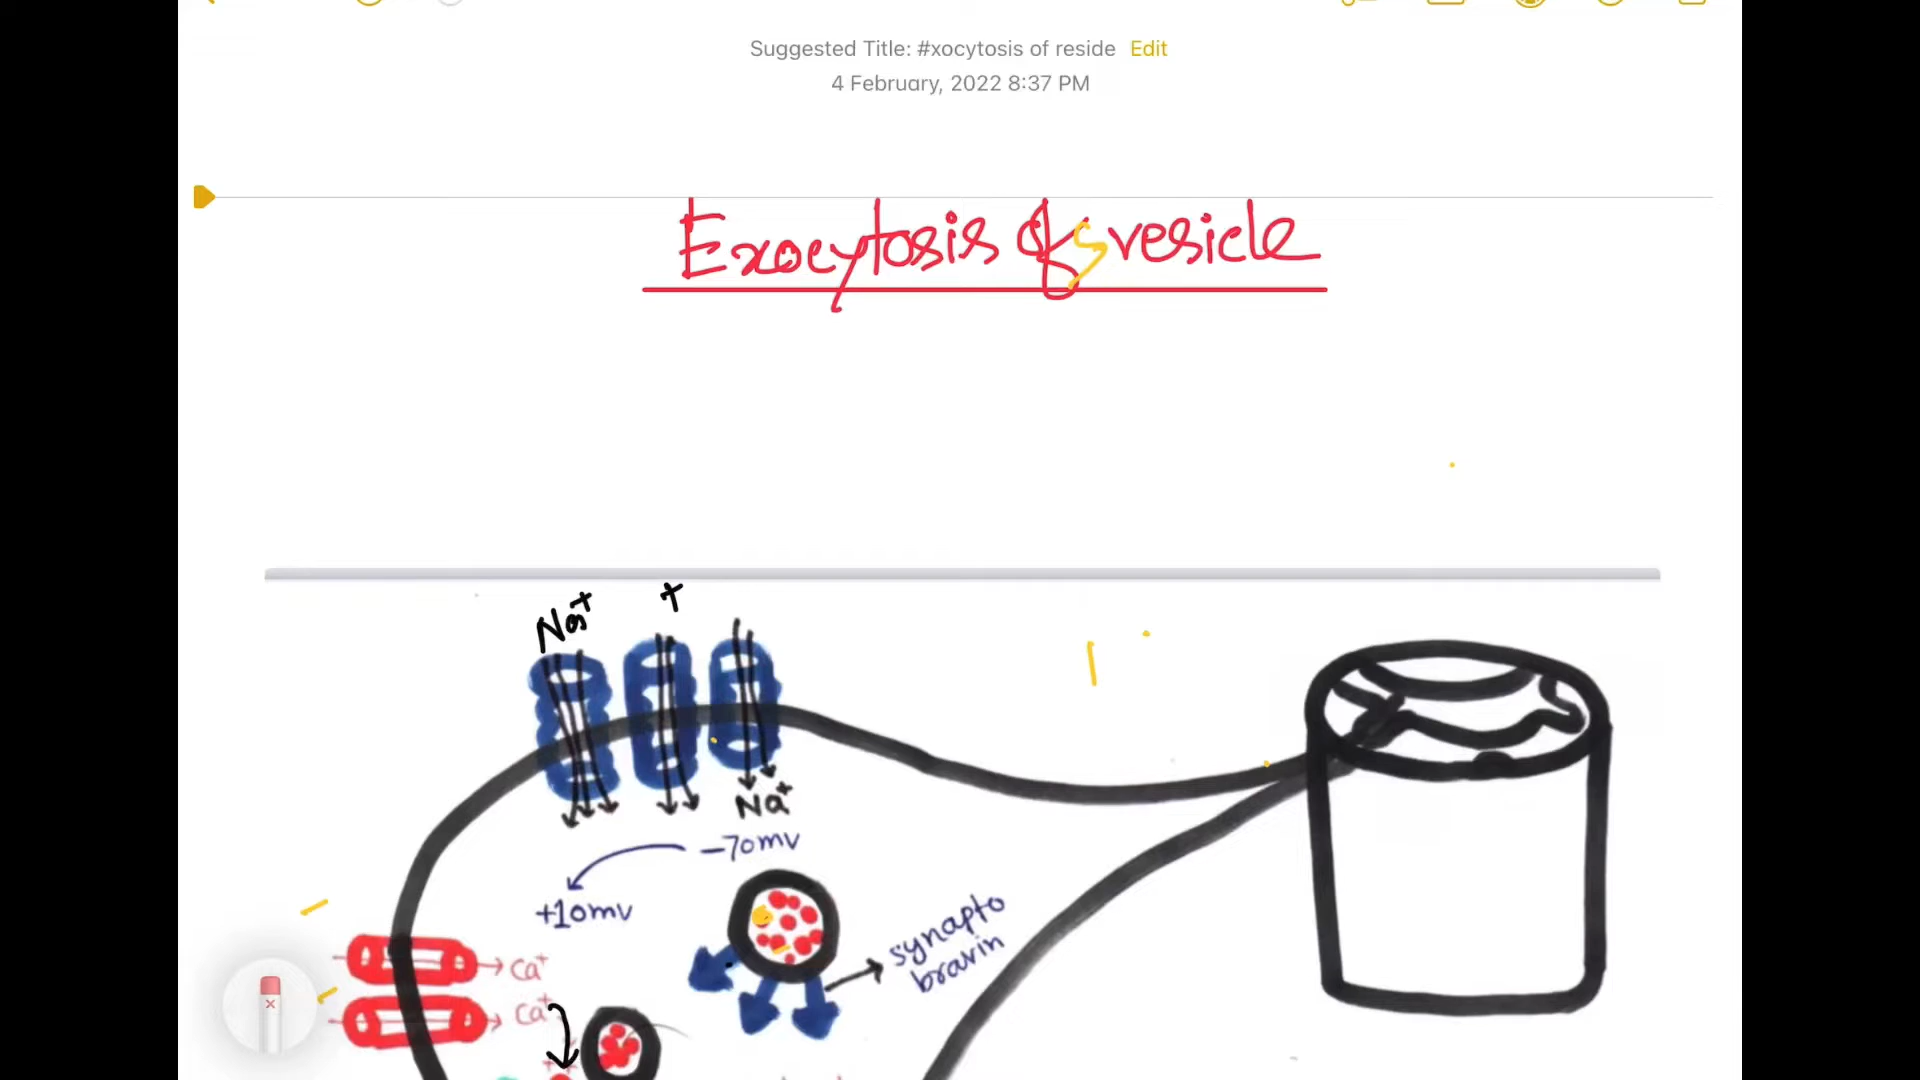 Suggested Title: #xocytosis of reside Edit
4 February, 2022 8:37 PM
Exocytosis of vesicle
Na+
+
Na+
-70mv
+10mv
synapto
bravin
Ca+
Ca+